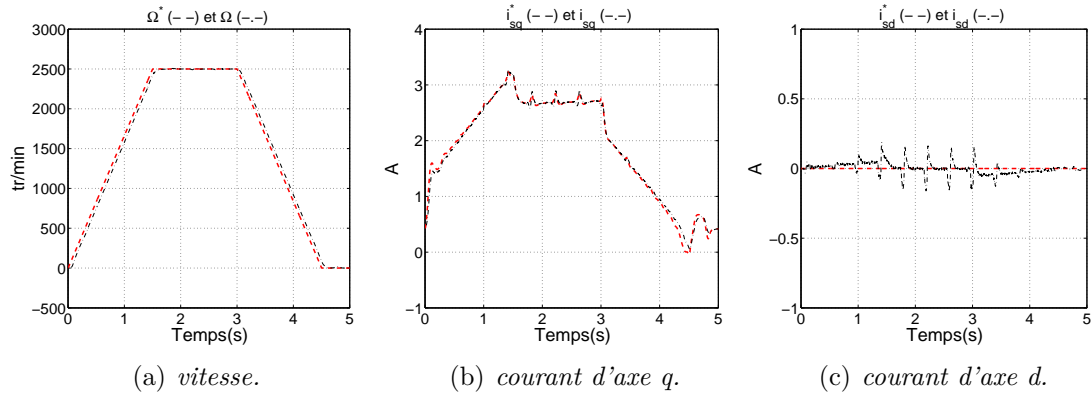 Ω* (- -) et Ω (-.-)
3000
2500
2000
1500
1000
500
0
−500
tr/min
0 1 2 3 4 5
Temps(s)
(a) vitesse.
i*sq (- -) et isq (-.-)
4
3
2
1
0
−1
A
0 1 2 3 4 5
Temps(s)
(b) courant d'axe q.
i*sd (- -) et isd (-.-)
1
0.5
0
−0.5
−1
A
0 1 2 3 4 5
Temps(s)
(c) courant d'axe d.